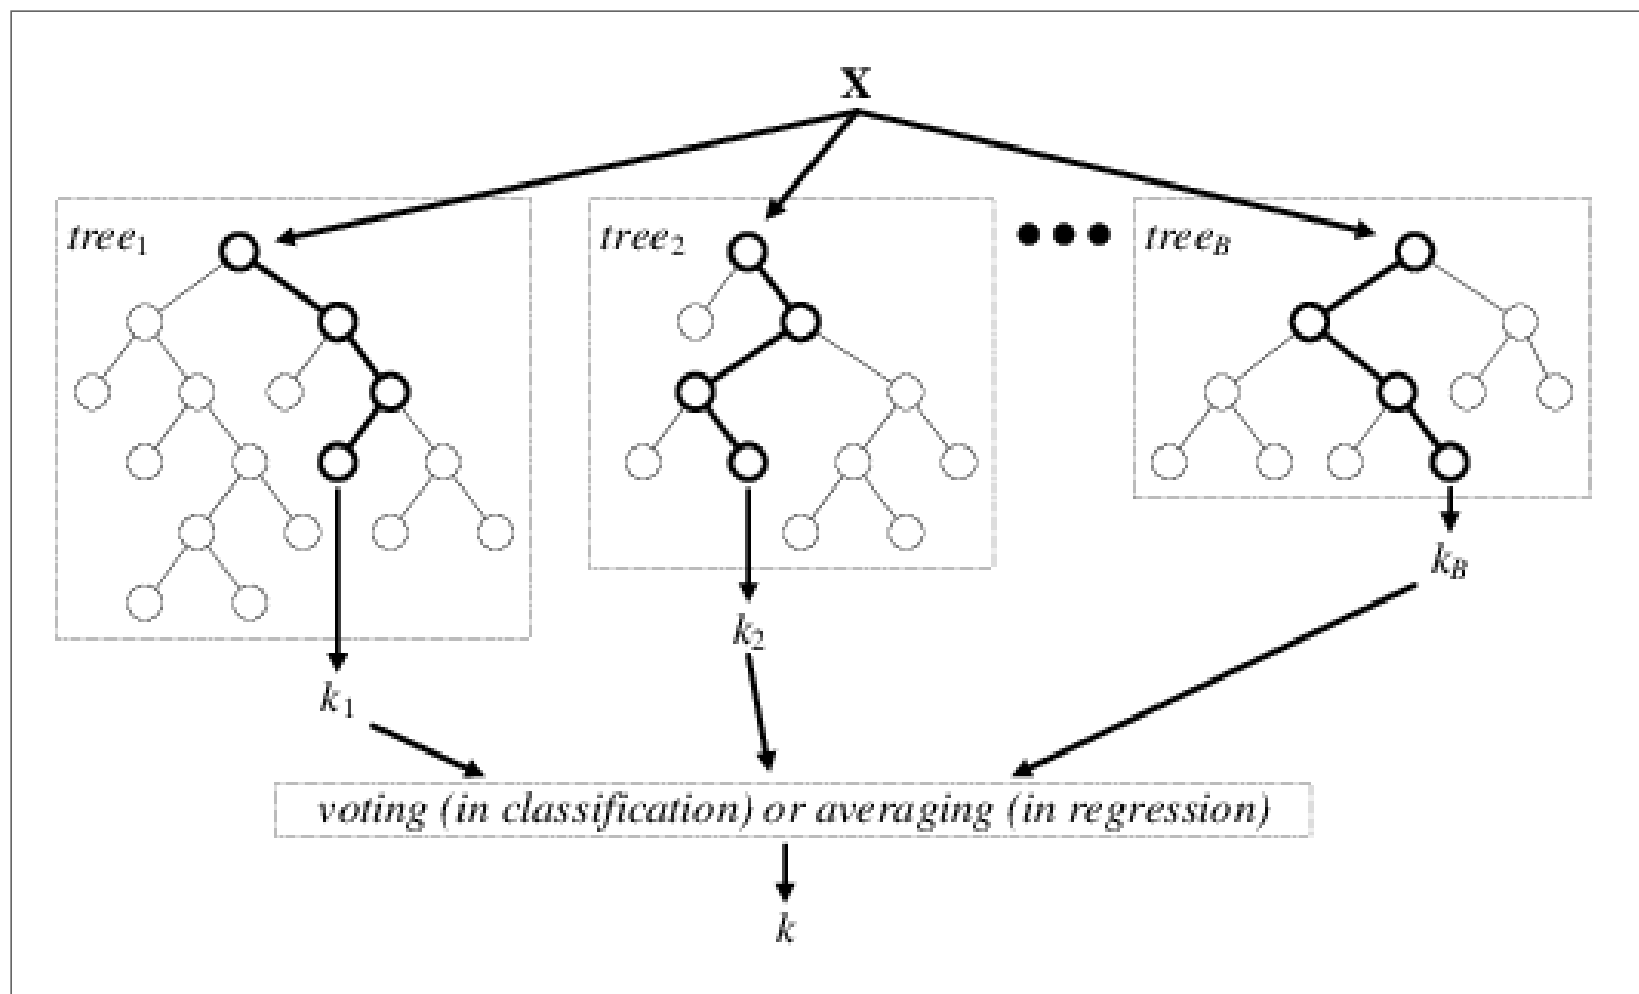 X
tree₁
tree₂
tree_B
k_B
k₂
k₁
voting (in classification) or averaging (in regression)
k